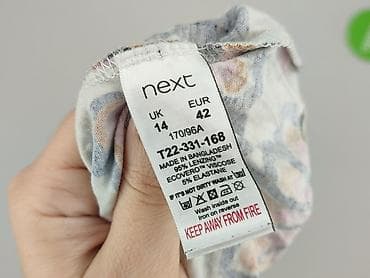 next
UK EUR
14 42
170/96A
T22-331-168
MADE IN BANGLADESH
95% LENZING™
ECOVERO™ VISCOSE
5% ELASTANE
IF IT'S NOT DIRTY WASH AT 30
Wash inside out
Iron on reverse
KEEP AWAY FROM FIRE